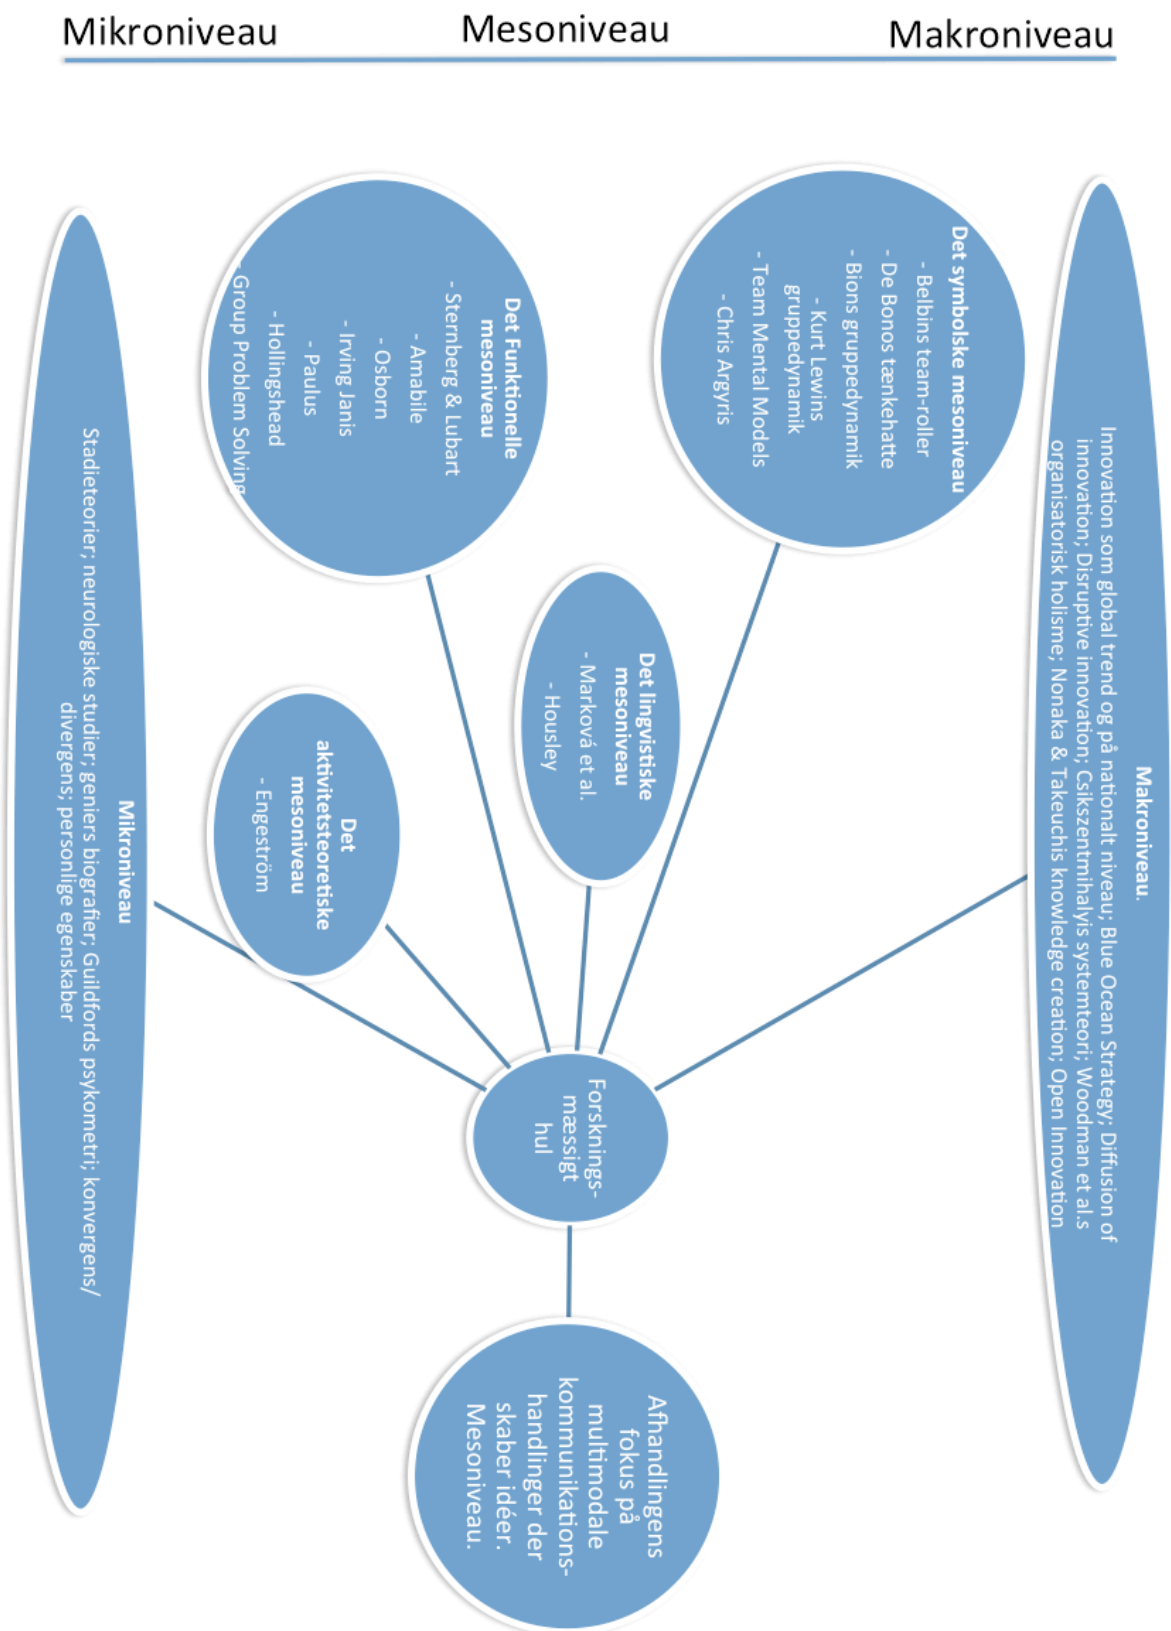 Mikroniveau
Mesoniveau
Makroniveau
Makroniveau.
Innovation som global trend og på nationalt niveau; Blue Ocean Strategy; Diffusion of
innovation; Disruptive innovation; Csikszentmihalyis systemteori; Woodman et al.s
organisatorisk holisme; Nonaka & Takeuchis knowledge creation; Open Innovation
Det symbolske mesoniveau
- Belbins team-roller
- De Bonos tænkehatte
- Bions gruppedynamik
- Kurt Lewins
gruppedynamik
- Team Mental Models
- Chris Argyris
Det lingvistiske
mesoniveau
- Marková et al.
- Housley
Det Funktionelle
mesoniveau
- Sternberg & Lubart
- Amabile
- Osborn
- Irving Janis
- Paulus
- Hollingshead
- Group Problem Solving
Det
aktivitetsteoretiske
mesoniveau
- Engeström
Mikroniveau
Stadieteorier; neurologiske studier; geniers biografier; Guildfords psykometri; konvergens/
divergens; personlige egenskaber
Forsknings-
mæssigt
hul
Afhandlingens
fokus på
multimodale
kommunikations-
handlinger der
skaber idéer.
Mesoniveau.